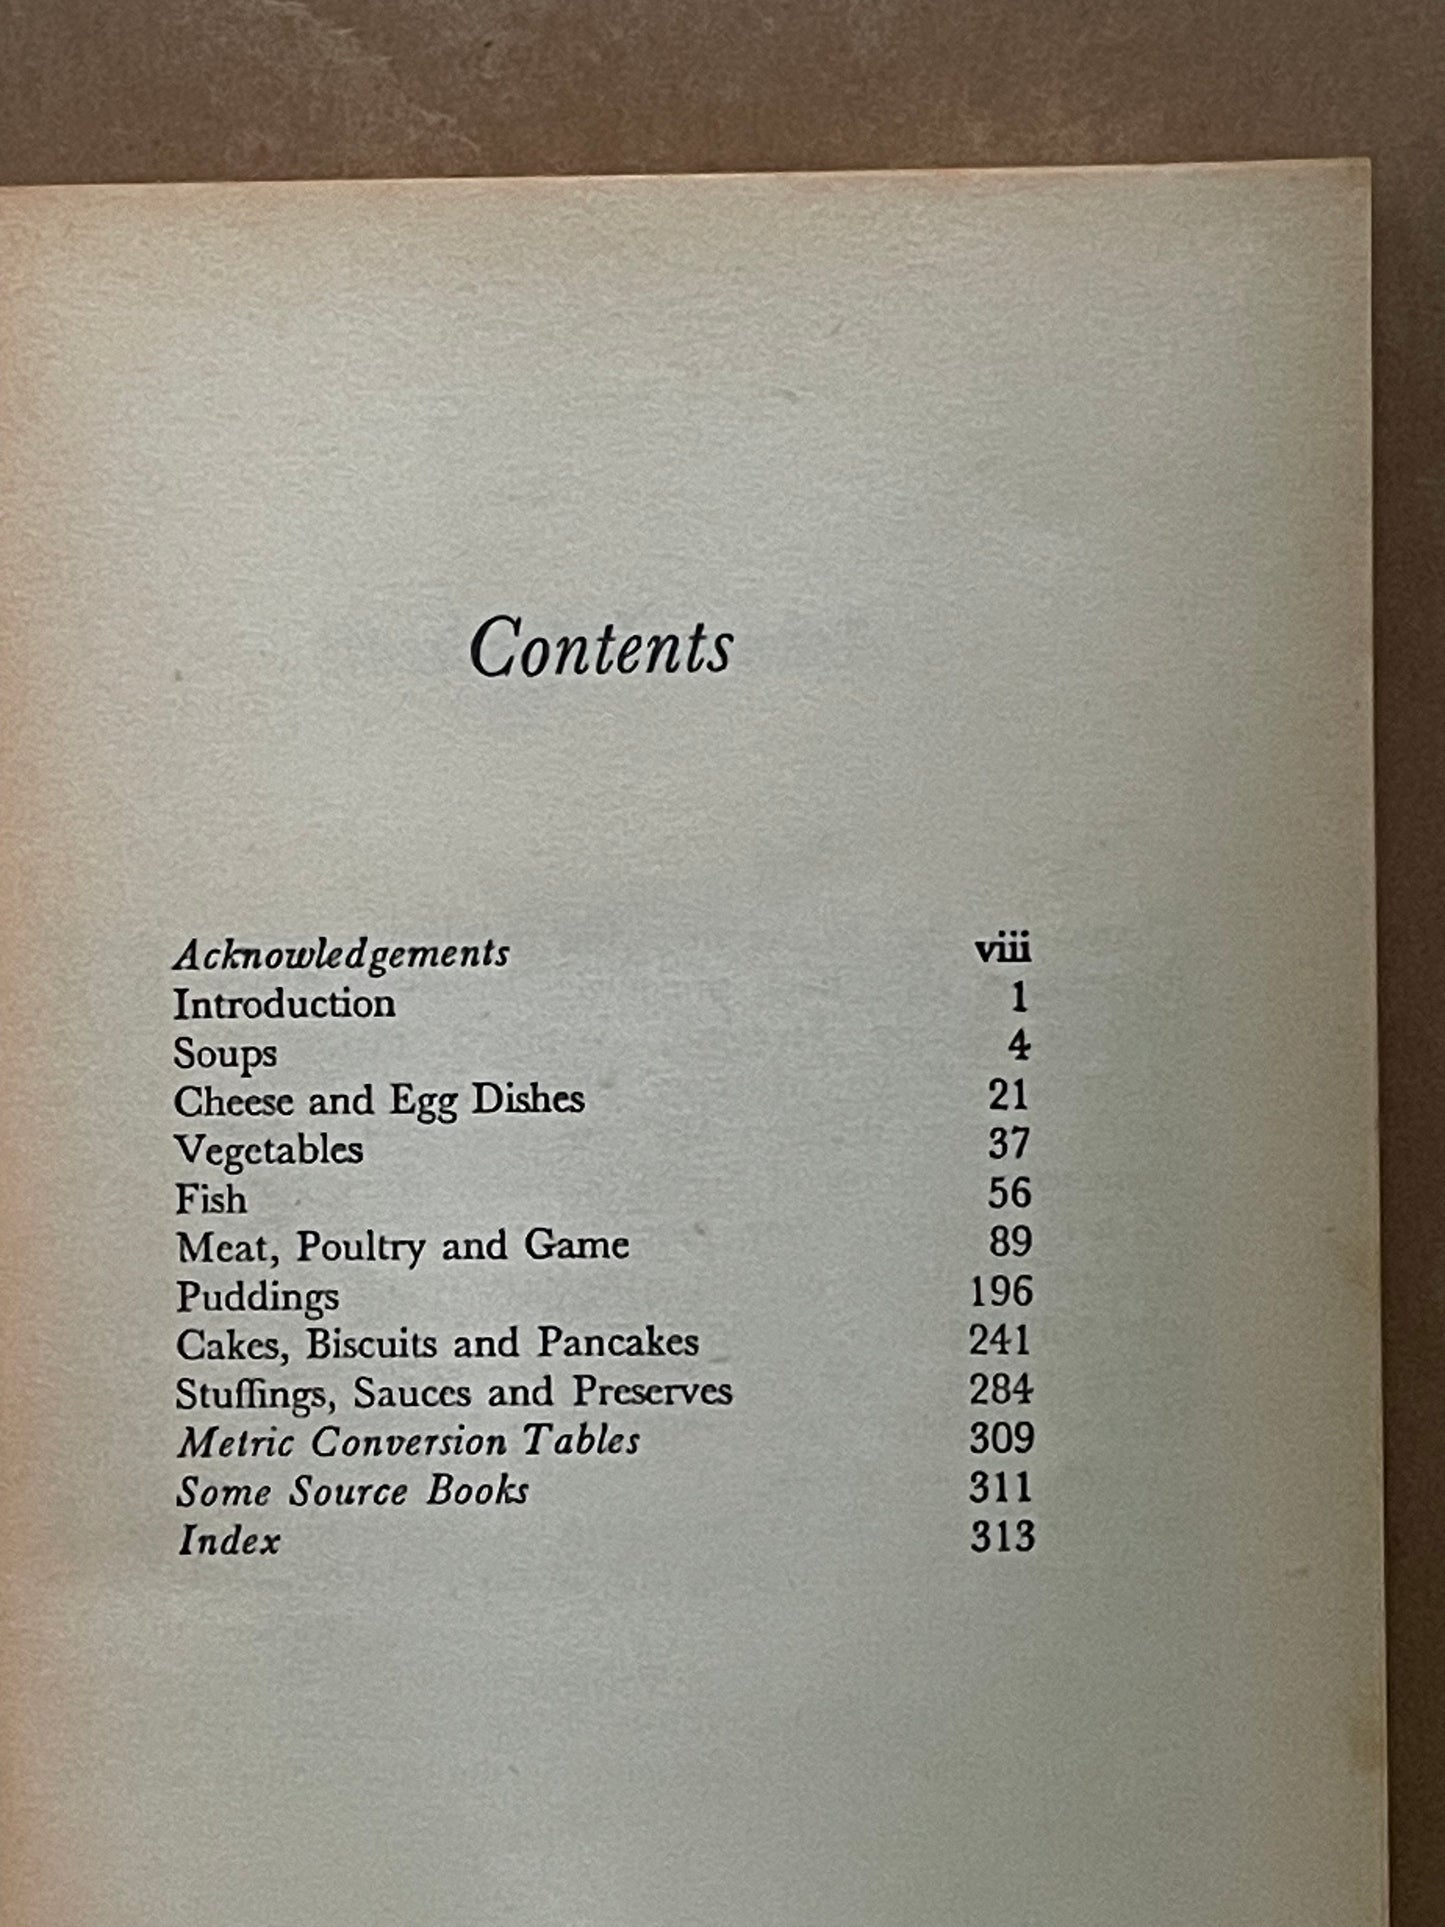 Contents
Acknowledgements viii
Introduction 1
Soups 4
Cheese and Egg Dishes 21
Vegetables 37
Fish 56
Meat, Poultry and Game 89
Puddings 196
Cakes, Biscuits and Pancakes 241
Stuffings, Sauces and Preserves 284
Metric Conversion Tables 309
Some Source Books 311
Index 313